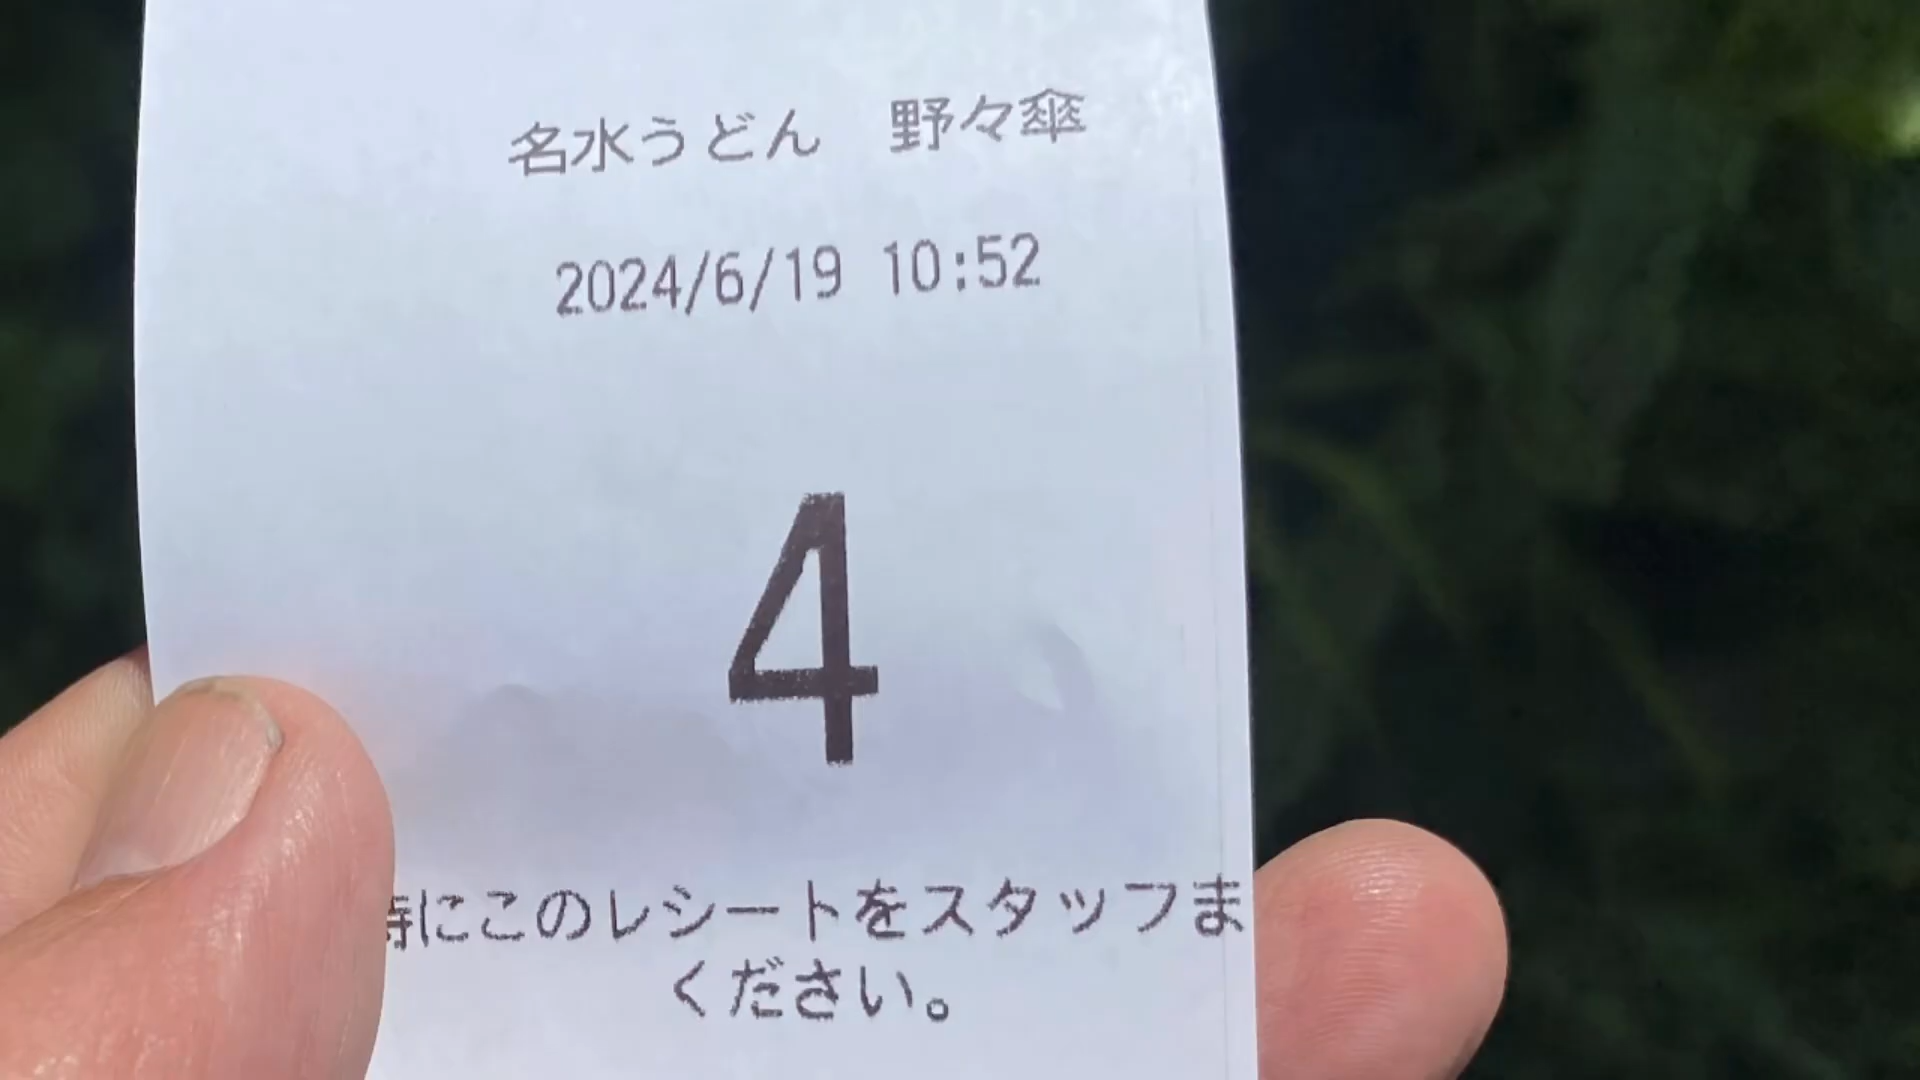 名水うどん　野々傘
2024/6/19 10:52
4
時にこのレシートをスタッフま
ください。